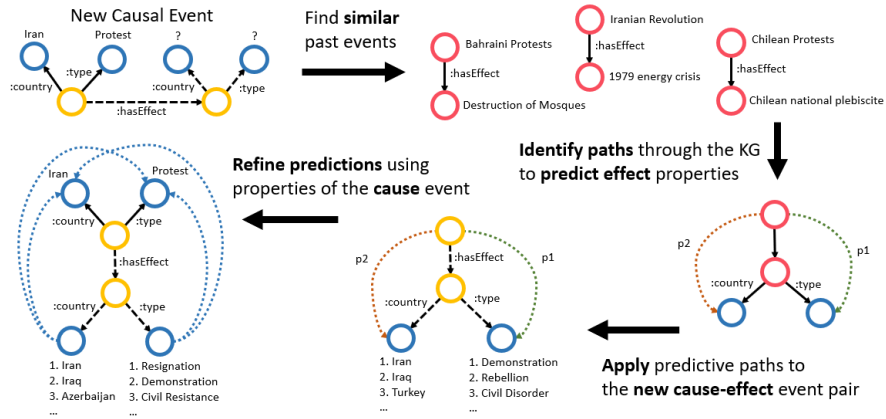 New Causal Event
Iran
Protest
?
?
:country
:type
:country
:type
:hasEffect
Find similar
past events
Bahraini Protests
:hasEffect
Destruction of Mosques
Iranian Revolution
:hasEffect
1979 energy crisis
Chilean Protests
:hasEffect
Chilean national plebiscite
Identify paths through the KG
to predict effect properties
p2
p1
:country
:type
Apply predictive paths to
the new cause-effect event pair
p2
:hasEffect
p1
:country
:type
1. Iran
2. Iraq
3. Turkey
...
1. Demonstration
2. Rebellion
3. Civil Disorder
...
Refine predictions using
properties of the cause event
Iran
Protest
:country
:type
:hasEffect
:country
:type
1. Iran
2. Iraq
3. Azerbaijan
...
1. Resignation
2. Demonstration
3. Civil Resistance
...